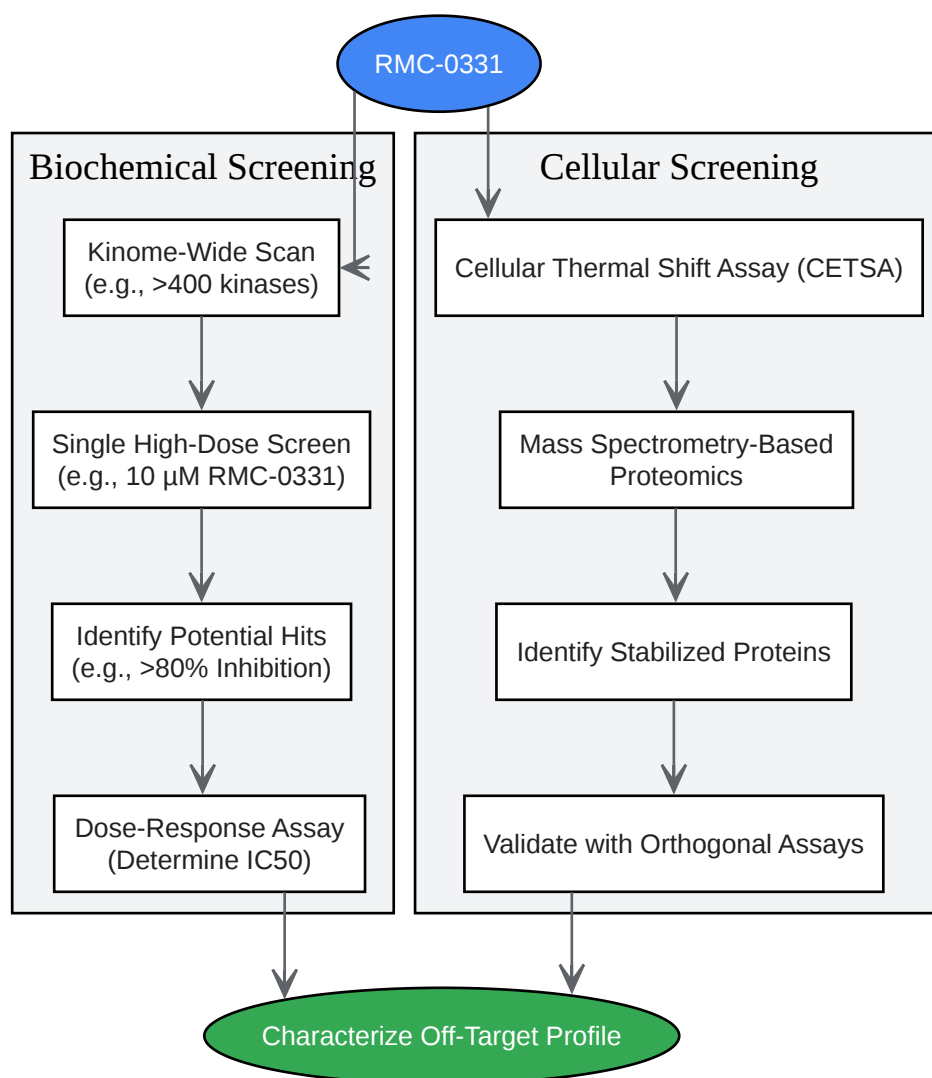 RMC-0331
Biochemical Screening
Kinome-Wide Scan
(e.g., >400 kinases)
Single High-Dose Screen
(e.g., 10 µM RMC-0331)
Identify Potential Hits
(e.g., >80% Inhibition)
Dose-Response Assay
(Determine IC50)
Cellular Screening
Cellular Thermal Shift Assay (CETSA)
Mass Spectrometry-Based
Proteomics
Identify Stabilized Proteins
Validate with Orthogonal Assays
Characterize Off-Target Profile